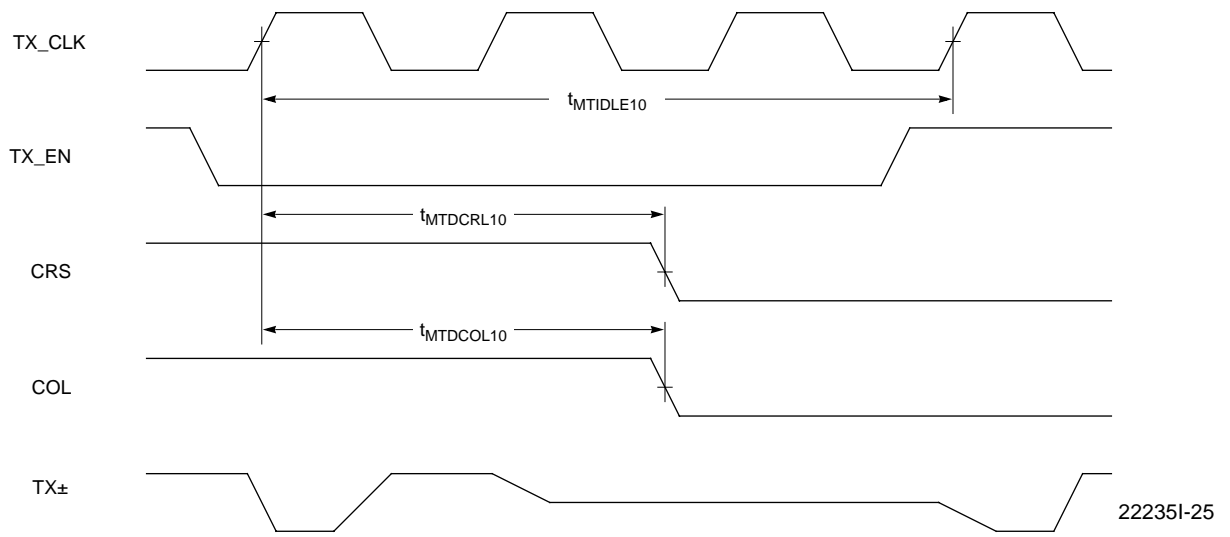 TX_CLK
tMTIDLE10
TX_EN
tMTDCRL10
CRS
tMTDCOL10
COL
TX±
22235I-25